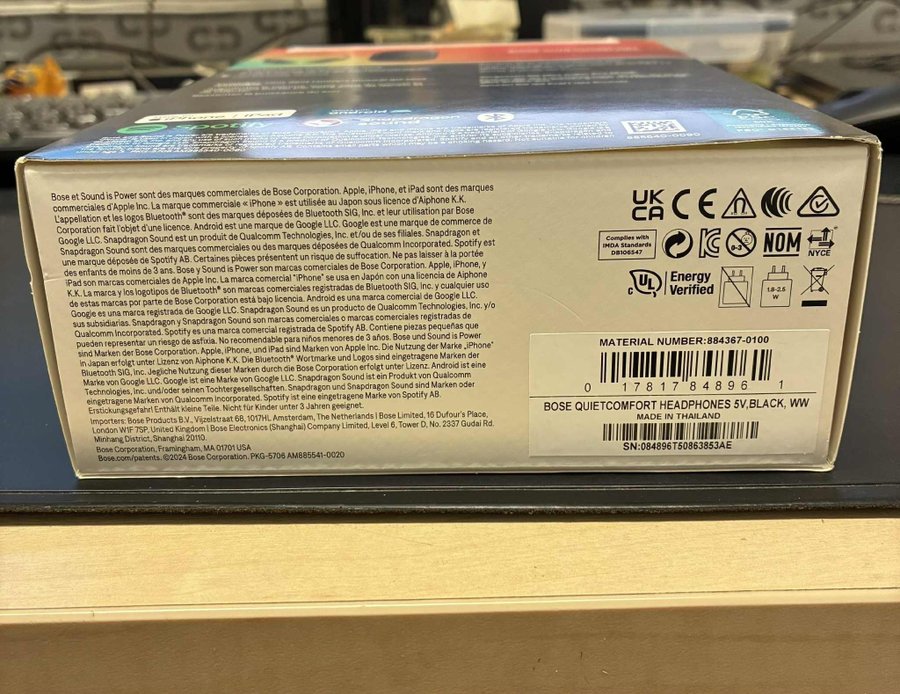 Bose et Sound is Power sont des marques commerciales de Bose Corporation. Apple, iPhone, et iPad sont des marques
commerciales d'Apple Inc. La marque commerciale « iPhone » est utilisée au Japon sous licence d'Aiphone K.K.
L'appellation et les logos Bluetooth® sont des marques déposées de Bluetooth SIG, Inc. et leur utilisation par Bose
Corporation fait l'objet d'une licence. Android est une marque de Google LLC. Google est une marque de commerce de
Google LLC. Snapdragon Sound est un produit de Qualcomm Technologies, Inc. et/ou de ses filiales. Snapdragon et
Snapdragon Sound sont des marques commerciales ou des marques déposées de Qualcomm Incorporated. Spotify est
une marque déposée de Spotify AB. Certaines pièces présentent un risque de suffocation. Ne pas laisser à la portée
des enfants de moins de 3 ans. Bose y Sound is Power son marcas comerciales de Bose Corporation. Apple, iPhone, y
iPad son marcas comerciales de Apple Inc. La marca comercial "iPhone" se usa en Japón con una licencia de Aiphone
K.K. La marca y los logotipos de Bluetooth® son marcas comerciales registradas de Bluetooth SIG, Inc. y cualquier uso
de estas marcas por parte de Bose Corporation está bajo licencia. Android es una marca comercial de Google LLC.
Google es una marca registrada de Google LLC. Snapdragon Sound es un producto de Qualcomm Technologies, Inc. y/o
sus subsidiarias. Snapdragon y Snapdragon Sound son marcas comerciales o marcas comerciales registradas de
Qualcomm Incorporated. Spotify es una marca comercial registrada de Spotify AB. Contiene piezas pequeñas que
pueden representar un riesgo de asfixia. No recomendable para niños menores de 3 años. Bose und Sound is Power
sind Marken der Bose Corporation. Apple, iPhone, und iPad sind Marken von Apple Inc. Die Nutzung der Marke „iPhone"
in Japan erfolgt unter Lizenz von Aiphone K.K. Die Bluetooth® Wortmarke und Logos sind eingetragene Marken der
Bluetooth SIG, Inc. Jegliche Nutzung dieser Marken durch die Bose Corporation erfolgt unter Lizenz. Android ist eine
Marke von Google LLC. Google ist eine Marke von Google LLC. Snapdragon Sound ist ein Produkt von Qualcomm
Technologies, Inc. und/oder seinen Tochtergesellschaften. Snapdragon und Snapdragon Sound sind Marken oder
eingetragene Marken von Qualcomm Incorporated. Spotify ist eine eingetragene Marke von Spotify AB.
Erstickungsgefahr! Enthält kleine Teile. Nicht für Kinder unter 3 Jahren geeignet.
Importers: Bose Products B.V., Vijzelstraat 68, 1017HL Amsterdam, The Netherlands | Bose Limited, 16 Dufour's Place,
London W1F 7SP, United Kingdom | Bose Electronics (Shanghai) Company Limited, Level 6, Tower D, No. 2337 Gudai Rd.
Minhang District, Shanghai 20110.
Bose Corporation, Framingham, MA 01701 USA
Bose.com/patents. ©2024 Bose Corporation. PKG-5706 AM885541-0020
UK
CA
CE
Complies with
IMDA Standards
DB106547
0-3
NOM
NYCE
c UL
Energy
Verified
1.8-2.5
W
MATERIAL NUMBER:884367-0100
0 17817 84896 1
BOSE QUIETCOMFORT HEADPHONES 5V,BLACK, WW
MADE IN THAILAND
SN:084896T50863853AE